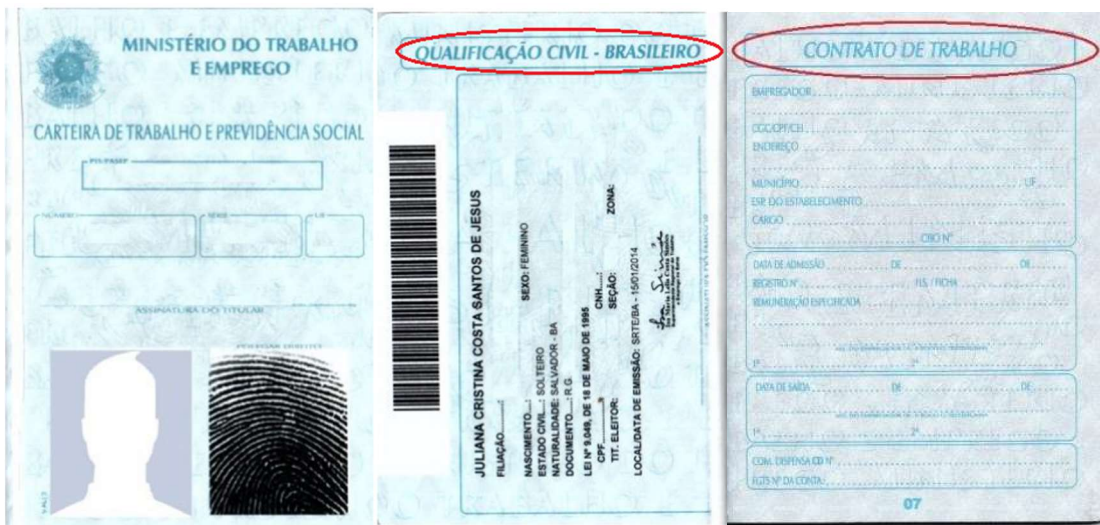 MINISTÉRIO DO TRABALHO
E EMPREGO
CARTEIRA DE TRABALHO E PREVIDÊNCIA SOCIAL
PIS/PASEP
NÚMERO
SÉRIE
UF
ASSINATURA DO TITULAR
POLEGAR DIREITO
QUALIFICAÇÃO CIVIL - BRASILEIRO
JULIANA CRISTINA COSTA SANTOS DE JESUS
FILIAÇÃO........:
NASCIMENTO....: SEXO: FEMININO
ESTADO CIVIL....: SOLTEIRO
NATURALIDADE: SALVADOR - BA
DOCUMENTO.....: R.G.
LEI Nº 9.049, DE 18 DE MAIO DE 1995
CPF.........: CNH....:
TIT. ELEITOR: SEÇÃO: ZONA:
LOCAL/DATA DE EMISSÃO: SRTE/BA - 15/01/2014
CONTRATO DE TRABALHO
EMPREGADOR
CGC/CPF/CEI
ENDEREÇO
MUNICÍPIO UF
ESP. DO ESTABELECIMENTO
CARGO
CBO Nº
DATA DE ADMISSÃO DE DE
REGISTRO Nº FLS. / FICHA
REMUNERAÇÃO ESPECIFICADA
1ª 2ª
DATA DE SAÍDA DE DE
1ª 2ª
COM. DISPENSA CD Nº
FGTS Nº DA CONTA:
07